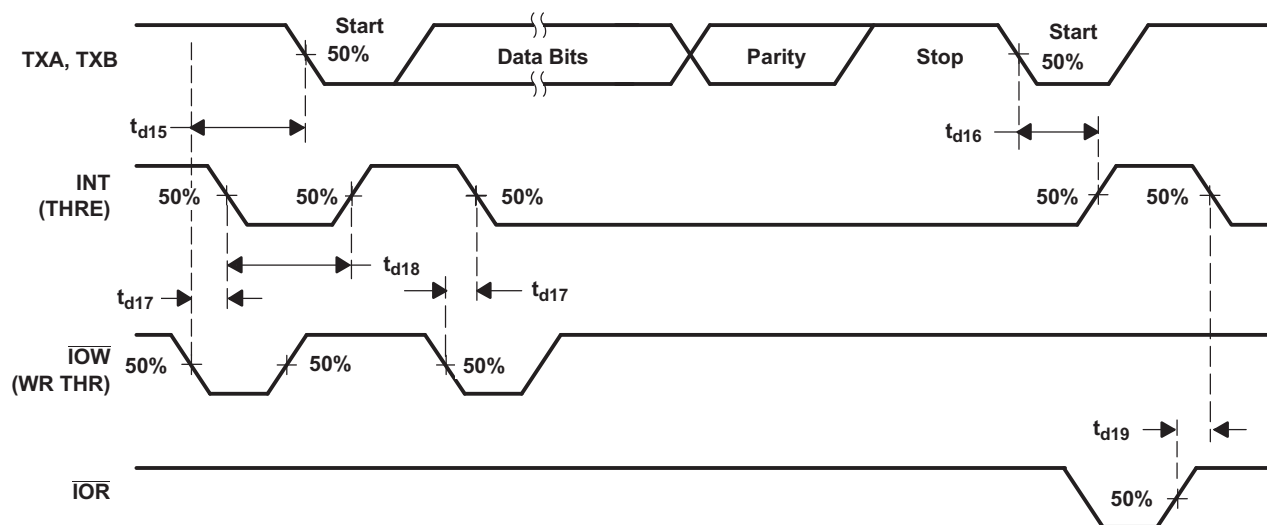 Start
Start
TXA, TXB
50%
Data Bits
Parity
Stop
50%
td15
td16
INT
(THRE)
50%
50%
50%
50%
50%
td18
td17
td17
IOW
(WR THR)
50%
50%
50%
td19
IOR
50%